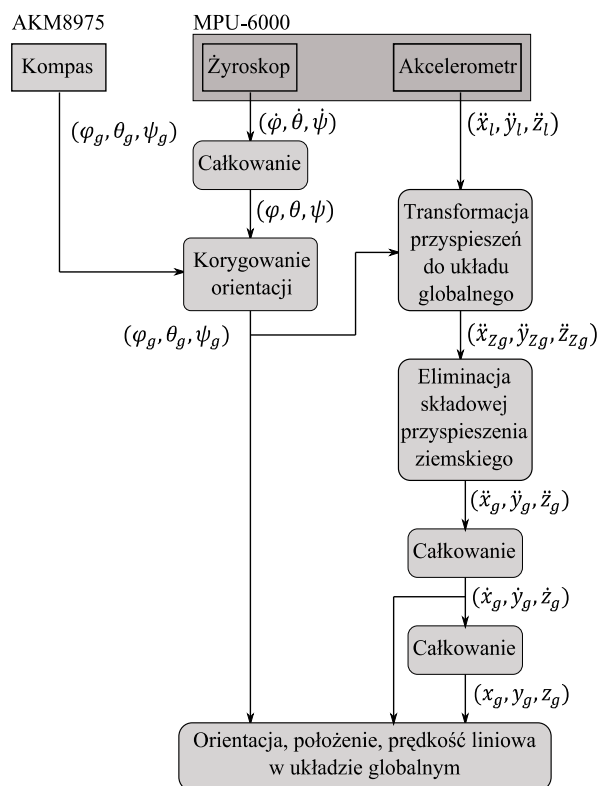 AKM8975
MPU-6000
Kompas
Żyroskop
Akcelerometr
(φ_g, θ_g, ψ_g)
(φ̇, θ̇, ψ̇)
(ẍ_l, ÿ_l, z̈_l)
Całkowanie
(φ, θ, ψ)
Transformacja
przyspieszeń
do układu
globalnego
Korygowanie
orientacji
(φ_g, θ_g, ψ_g)
(ẍ_Zg, ÿ_Zg, z̈_Zg)
Eliminacja
składowej
przyspieszenia
ziemskiego
(ẍ_g, ÿ_g, z̈_g)
Całkowanie
(ẋ_g, ẏ_g, ż_g)
Całkowanie
(x_g, y_g, z_g)
Orientacja, położenie, prędkość liniowa
w układzie globalnym